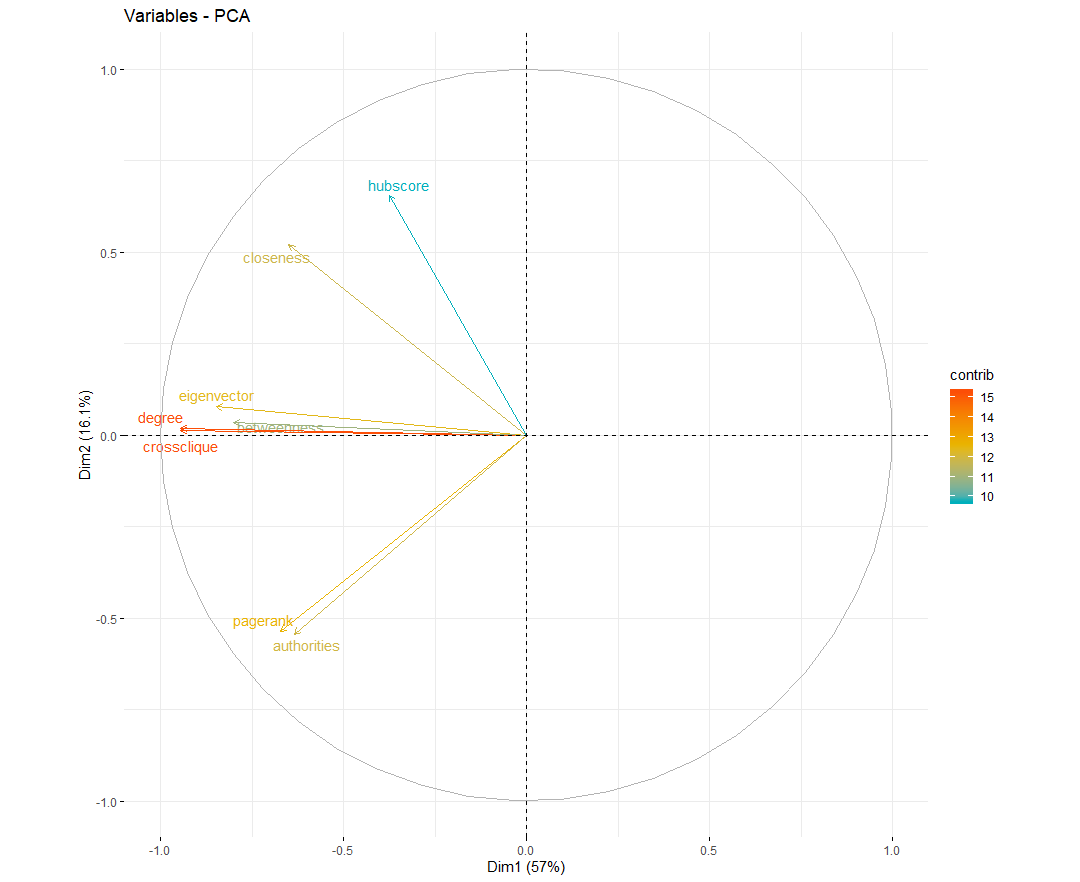 Variables - PCA
1.0
hubscore
0.5
closeness
contrib
eigenvector
15
degree
14
0.0
betweenness
13
crossclique
12
11
10
Dim2 (16.1%)
-0.5
pagerank
authorities
-1.0
-1.0
-0.5
0.0
0.5
1.0
Dim1 (57%)